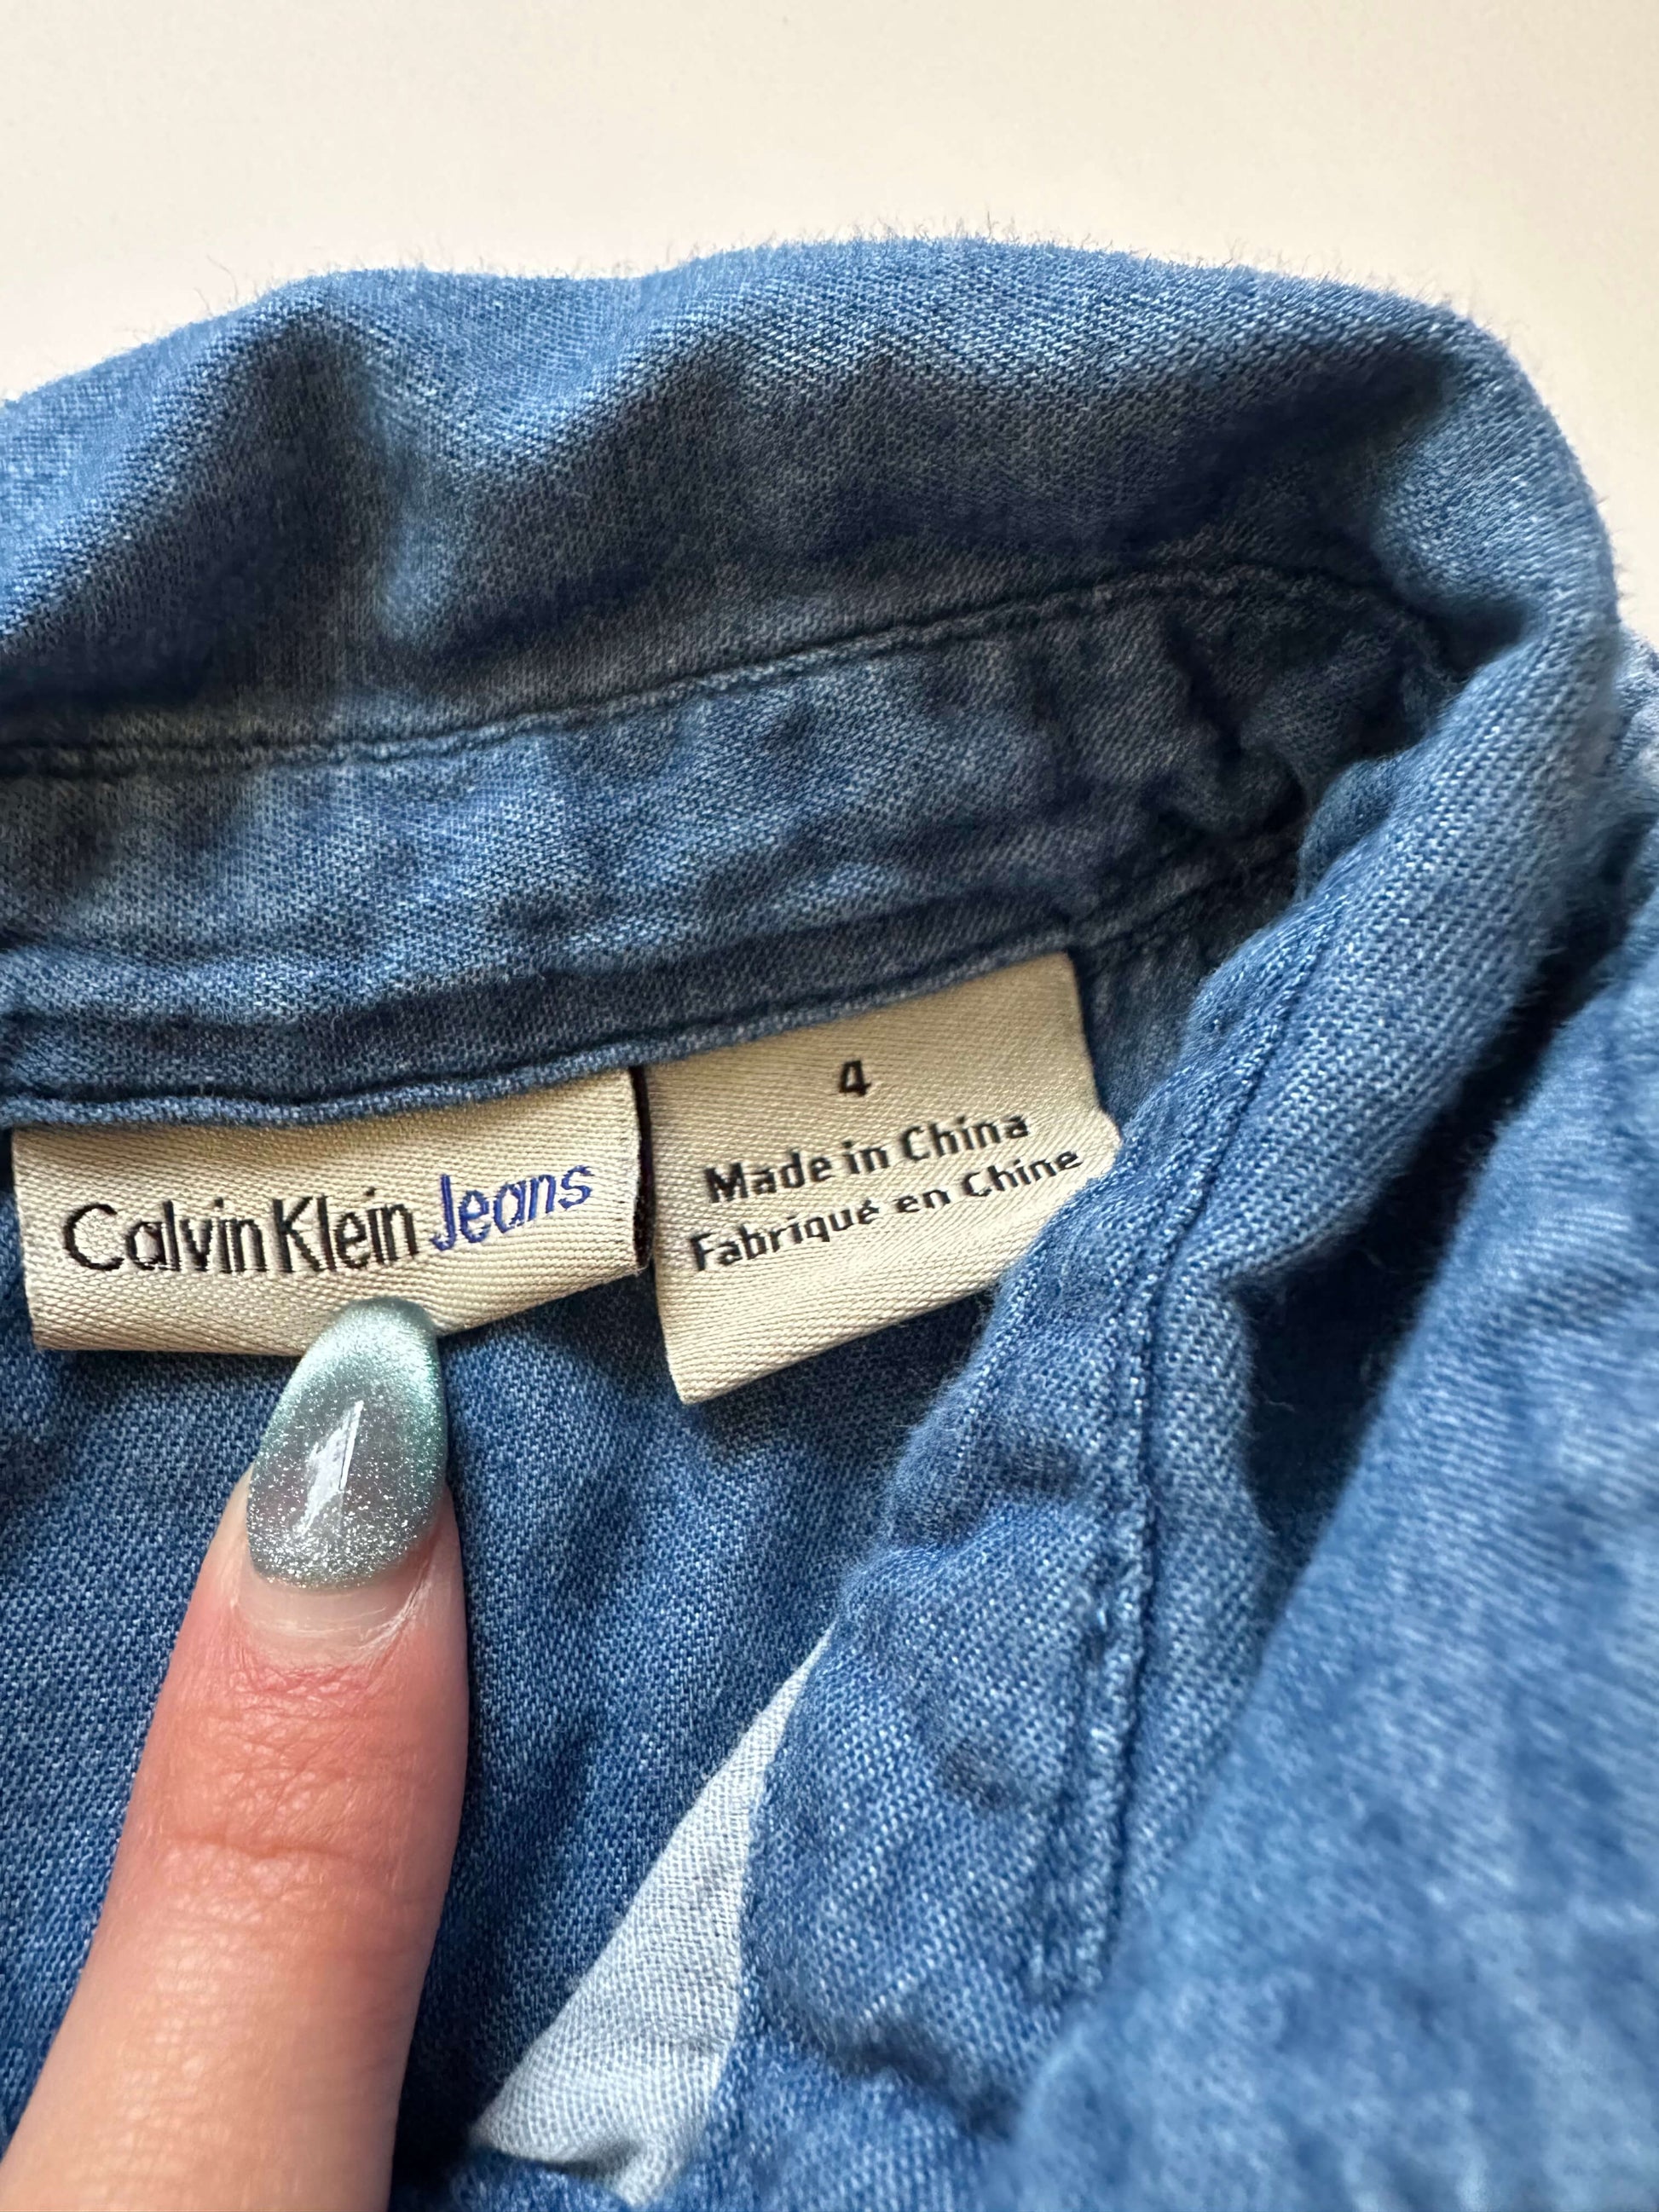 Calvin Klein Jeans
4
Made in China
Fabriqué en Chine